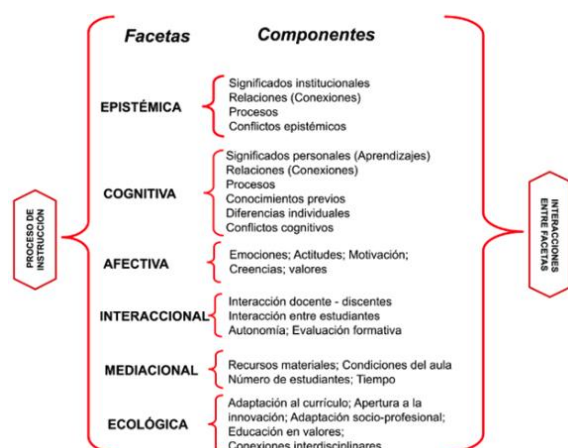 Facetas
Componentes
PROCESO DE
INSTRUCCIÓN
EPISTÉMICA
Significados institucionales
Relaciones (Conexiones)
Procesos
Conflictos epistémicos
COGNITIVA
Significados personales (Aprendizajes)
Relaciones (Conexiones)
Procesos
Conocimientos previos
Diferencias individuales
Conflictos cognitivos
AFECTIVA
Emociones; Actitudes; Motivación;
Creencias; valores
INTERACCIONAL
Interacción docente - discentes
Interacción entre estudiantes
Autonomía; Evaluación formativa
MEDIACIONAL
Recursos materiales; Condiciones del aula
Número de estudiantes; Tiempo
ECOLÓGICA
Adaptación al currículo; Apertura a la
innovación; Adaptación socio-profesional;
Educación en valores;
Conexiones interdisciplinares
INTERACCIONES
ENTRE FACETAS